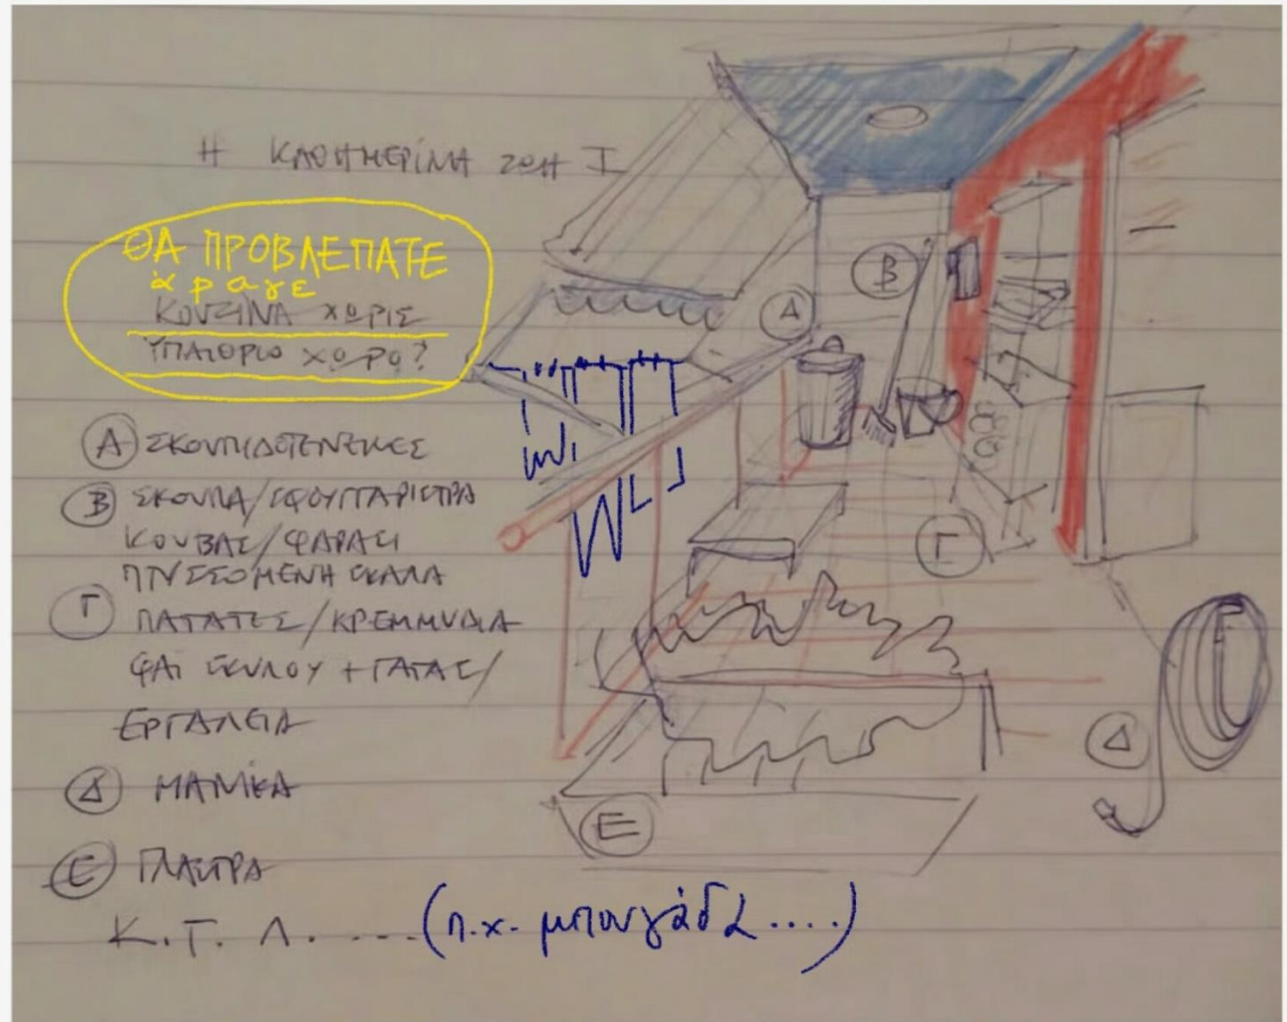 Η ΚΑΘΗΜΕΡΙΝΗ ΖΩΗ Ι
ΘΑ ΠΡΟΒΛΕΠΑΤΕ
άραγε
ΚΟΥΖΙΝΑ ΧΩΡΙΣ
ΥΠΑΙΘΡΙΟ ΧΩΡΟ?
Α ΣΚΟΥΠΙΔΟΤΕΝΕΚΕΣ
Β ΣΚΟΥΠΑ/ΣΦΟΥΓΓΑΡΙΣΤΡΑ
ΚΟΥΒΑΣ/ΦΑΡΑΣΙ
ΠΤΥΣΣΟΜΕΝΗ ΣΚΑΛΑ
Γ ΠΑΤΑΤΕΣ/ΚΡΕΜΜΥΔΙΑ
ΦΑΪ ΣΚΥΛΟΥ + ΓΑΤΑΣ/
ΕΡΓΑΛΕΙΑ
Δ ΜΑΝΙΚΑ
Ε ΓΛΑΣΤΡΑ
Κ.Τ.Λ.....(π.χ. μπουγάδα....)
Α
Β
Γ
Δ
Ε